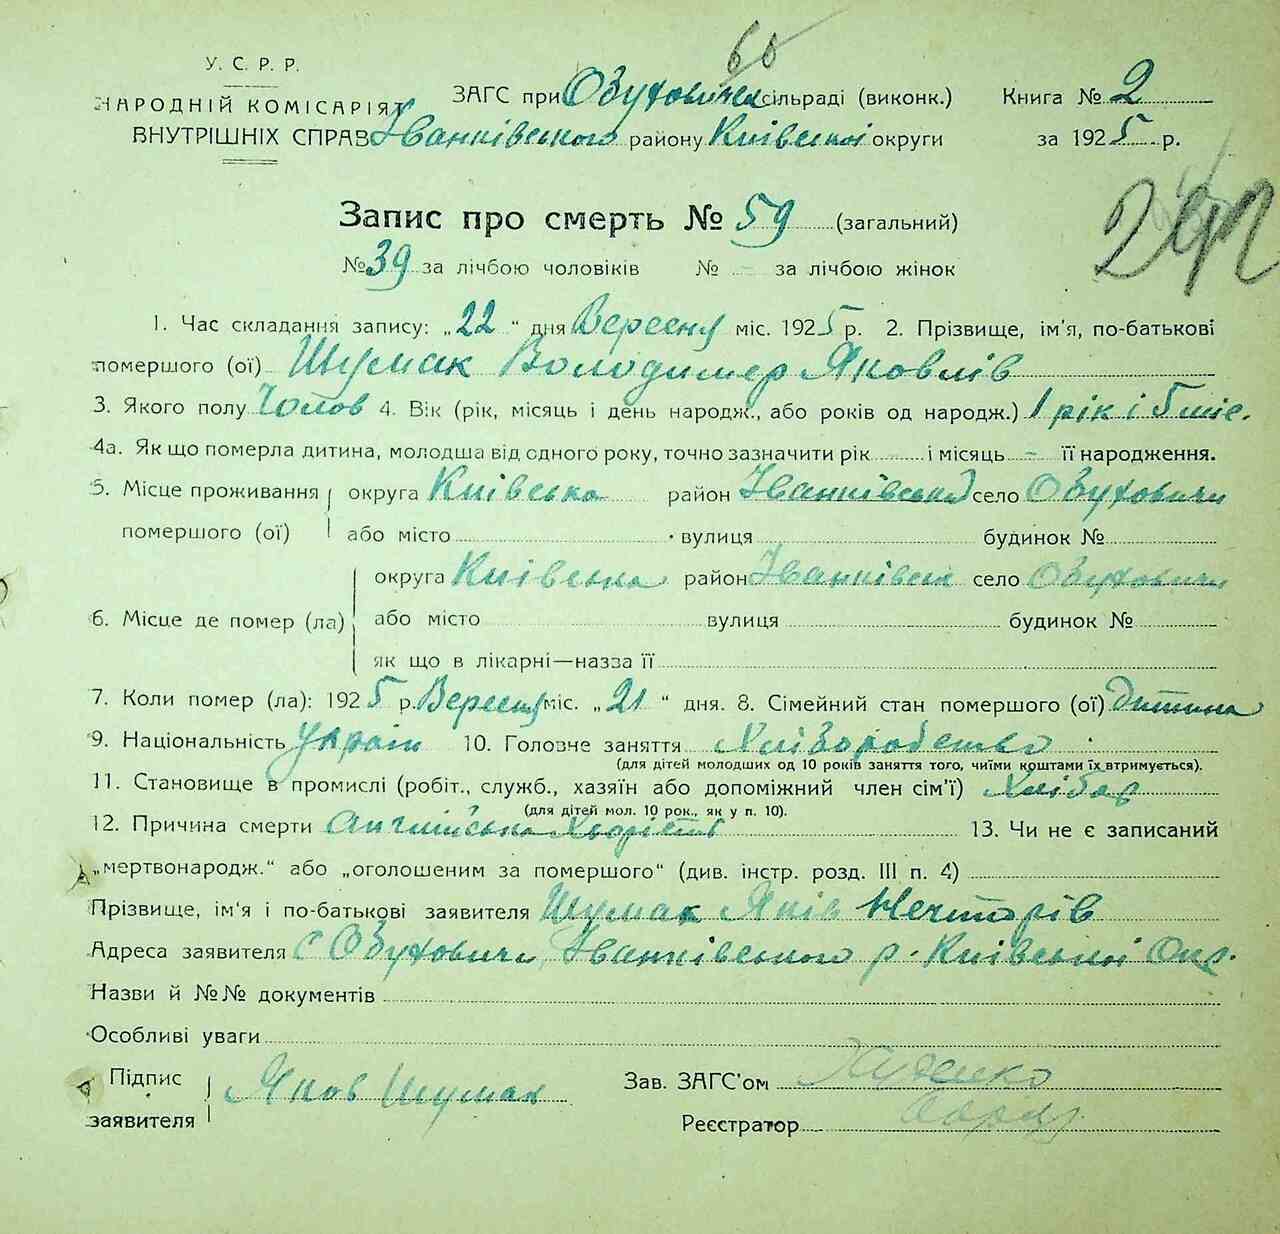 60
У. С. Р. Р.
НАРОДНІЙ КОМІСАРІЯТ
ВНУТРІШНІХ СПРАВ
ЗАГС при Обуховичи сільраді (виконк.)
Книга № 2
Іванківського району Київської округи
за 1925 р.
Запис про смерть № 59 (загальний)
№ 39 за лічбою чоловіків № - за лічбою жінок
1. Час складання запису: „22" дня Вересня міс. 1925 р. 2. Прізвище, ім'я, по-батькові
помершого (ої) Шумак Володимер Яковлів
3. Якого полу Чолов 4. Вік (рік, місяць і день народж., або років од народж.) 1 рік і 5 міс.
4а. Як що померла дитина, молодша від одного року, точно зазначити рік і місяць - її народження.
5. Місце проживання округа Київська район Іванківський село Обуховичи
помершого (ої) або місто вулиця будинок №
округа Київська район Іванківськ село Обуховичи
6. Місце де помер (ла) або місто вулиця будинок №
як що в лікарні—назва її
7. Коли помер (ла): 1925 р. Вересня міс. „21" дня. 8. Сімейний стан помершого (ої) Дитина
9. Національність Україн 10. Головне заняття Хліборобство
(для дітей молодших од 10 років заняття того, чиїми коштами їх втримується).
11. Становище в промислі (робіт., служб., хазяїн або допоміжний член сім'ї) Хлібор
(для дітей мол. 10 рок., як у п. 10).
12. Причина смерти Англійська хворість 13. Чи не є записаний
„мертвонародж." або „оголошеним за помершого" (див. інстр. розд. III п. 4)
Прізвище, ім'я і по-батькові заявителя Шумак Яків Нечторів
Адреса заявителя С Обуховичи, Іванківського р. Київської Окр.
Назви й №№ документів
Особливі уваги
Підпис
заявителя
Яков Шумак
Зав. ЗАГС'ом
Реєстратор